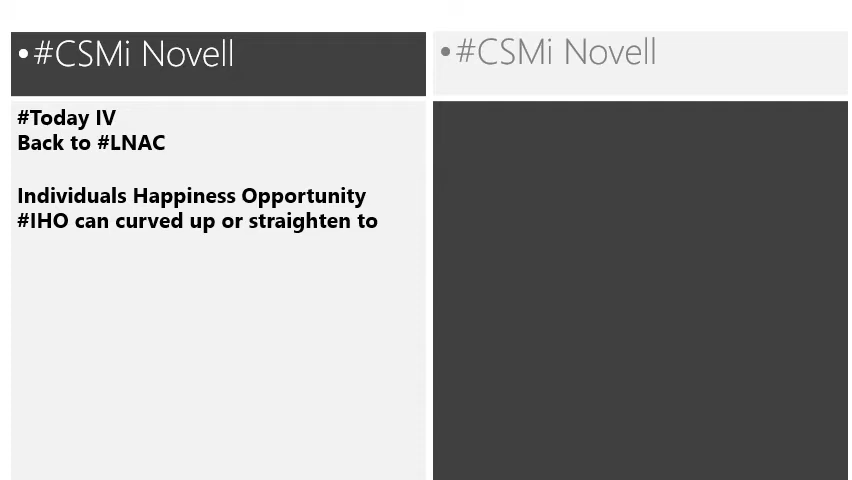 •#CSMi Novell
#Today IV
Back to #LNAC
Individuals Happiness Opportunity
#IHO can curved up or straighten to
•#CSMi Novell